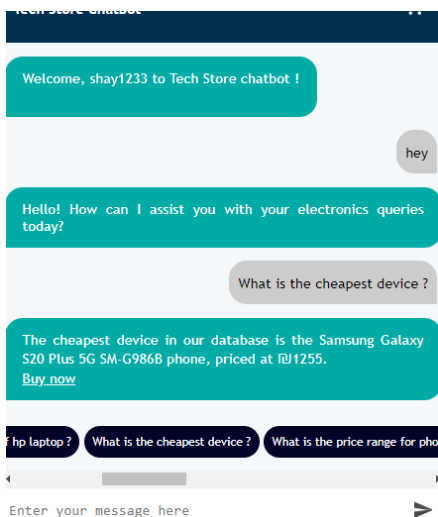 Tech Store Chatbot
Welcome, shay1233 to Tech Store chatbot !
hey
Hello! How can I assist you with your electronics queries
today?
What is the cheapest device ?
The cheapest device in our database is the Samsung Galaxy
S20 Plus 5G SM-G986B phone, priced at ₪1255.
Buy now
f hp laptop ? What is the cheapest device ? What is the price range for pho
Enter your message here